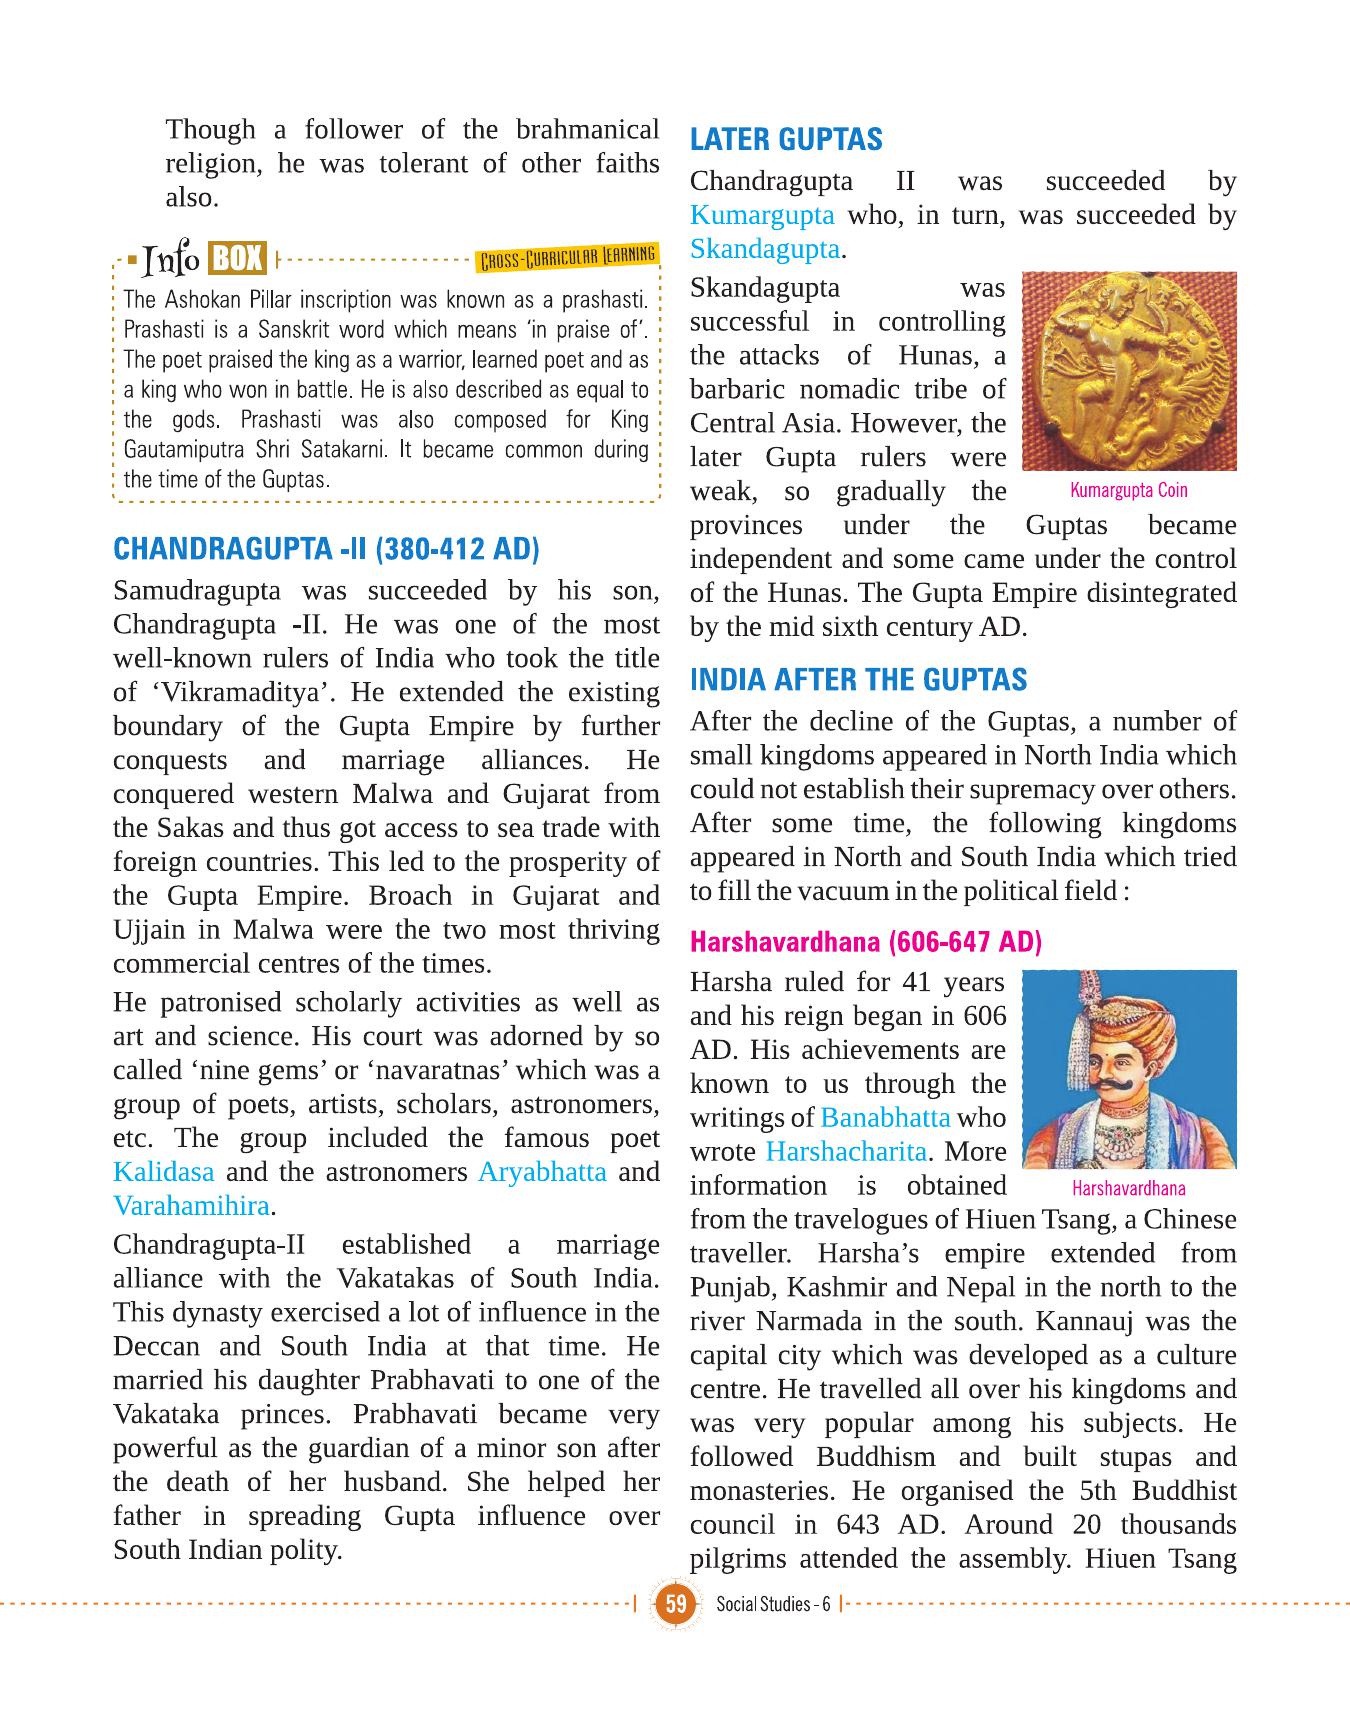 Though a follower of the brahmanical
religion, he was tolerant of other faiths
also.
Info BOX
CROSS-CURRICULAR LEARNING
The Ashokan Pillar inscription was known as a prashasti.
Prashasti is a Sanskrit word which means ‘in praise of’.
The poet praised the king as a warrior, learned poet and as
a king who won in battle. He is also described as equal to
the gods. Prashasti was also composed for King
Gautamiputra Shri Satakarni. It became common during
the time of the Guptas.
CHANDRAGUPTA -II (380-412 AD)
Samudragupta was succeeded by his son,
Chandragupta -II. He was one of the most
well-known rulers of India who took the title
of ‘Vikramaditya’. He extended the existing
boundary of the Gupta Empire by further
conquests and marriage alliances. He
conquered western Malwa and Gujarat from
the Sakas and thus got access to sea trade with
foreign countries. This led to the prosperity of
the Gupta Empire. Broach in Gujarat and
Ujjain in Malwa were the two most thriving
commercial centres of the times.
He patronised scholarly activities as well as
art and science. His court was adorned by so
called ‘nine gems’ or ‘navaratnas’ which was a
group of poets, artists, scholars, astronomers,
etc. The group included the famous poet
Kalidasa and the astronomers Aryabhatta and
Varahamihira.
Chandragupta-II established a marriage
alliance with the Vakatakas of South India.
This dynasty exercised a lot of influence in the
Deccan and South India at that time. He
married his daughter Prabhavati to one of the
Vakataka princes. Prabhavati became very
powerful as the guardian of a minor son after
the death of her husband. She helped her
father in spreading Gupta influence over
South Indian polity.
LATER GUPTAS
Chandragupta II was succeeded by
Kumargupta who, in turn, was succeeded by
Skandagupta.
Skandagupta was
successful in controlling
the attacks of Hunas, a
barbaric nomadic tribe of
Central Asia. However, the
later Gupta rulers were
weak, so gradually the
Kumargupta Coin
provinces under the Guptas became
independent and some came under the control
of the Hunas. The Gupta Empire disintegrated
by the mid sixth century AD.
INDIA AFTER THE GUPTAS
After the decline of the Guptas, a number of
small kingdoms appeared in North India which
could not establish their supremacy over others.
After some time, the following kingdoms
appeared in North and South India which tried
to fill the vacuum in the political field :
Harshavardhana (606-647 AD)
Harsha ruled for 41 years
and his reign began in 606
AD. His achievements are
known to us through the
writings of Banabhatta who
wrote Harshacharita. More
information is obtained
Harshavardhana
from the travelogues of Hiuen Tsang, a Chinese
traveller. Harsha’s empire extended from
Punjab, Kashmir and Nepal in the north to the
river Narmada in the south. Kannauj was the
capital city which was developed as a culture
centre. He travelled all over his kingdoms and
was very popular among his subjects. He
followed Buddhism and built stupas and
monasteries. He organised the 5th Buddhist
council in 643 AD. Around 20 thousands
pilgrims attended the assembly. Hiuen Tsang
59 Social Studies - 6